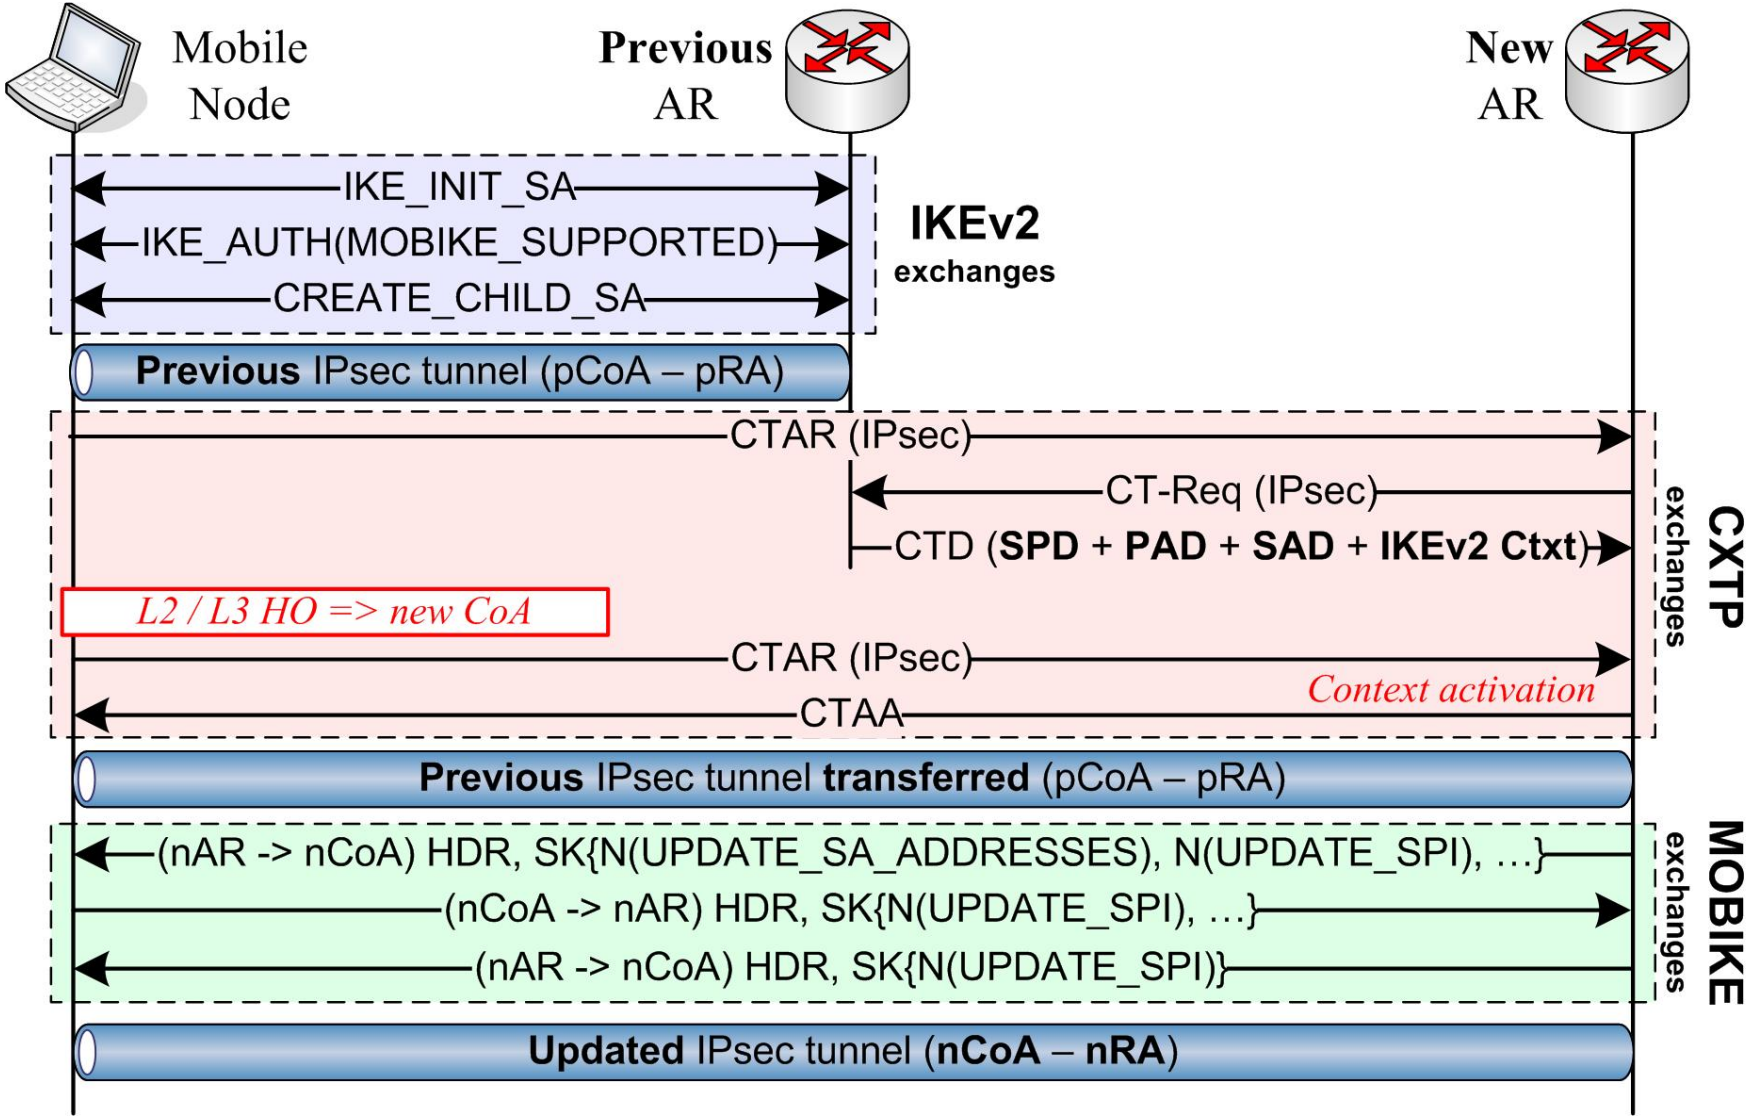 Mobile
Node
Previous
AR
New
AR
IKE_INIT_SA
IKE_AUTH(MOBIKE_SUPPORTED)
CREATE_CHILD_SA
IKEv2
exchanges
Previous IPsec tunnel (pCoA – pRA)
CTAR (IPsec)
CT-Req (IPsec)
CTD (SPD + PAD + SAD + IKEv2 Ctxt)
L2 / L3 HO => new CoA
CTAR (IPsec)
Context activation
CTAA
CXTP
exchanges
Previous IPsec tunnel transferred (pCoA – pRA)
(nAR -> nCoA) HDR, SK{N(UPDATE_SA_ADDRESSES), N(UPDATE_SPI), …}
(nCoA -> nAR) HDR, SK{N(UPDATE_SPI), …}
(nAR -> nCoA) HDR, SK{N(UPDATE_SPI)}
MOBIKE
exchanges
Updated IPsec tunnel (nCoA – nRA)